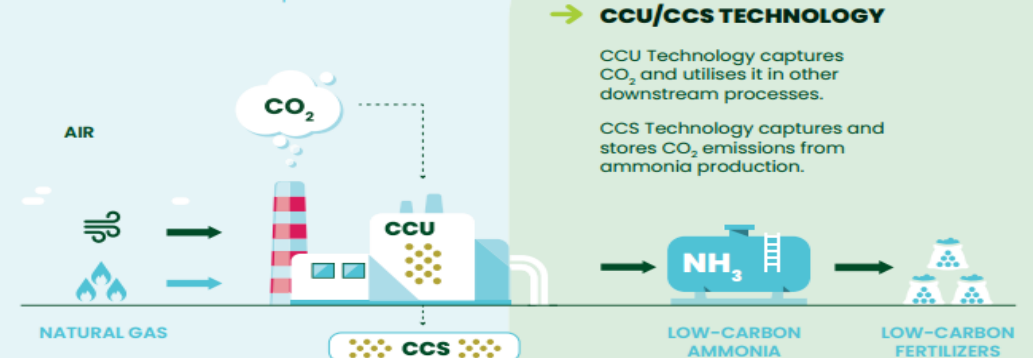 CCU/CCS TECHNOLOGY
CCU Technology captures
CO₂ and utilises it in other
downstream processes.
CCS Technology captures and
stores CO₂ emissions from
ammonia production.
CO₂
AIR
CCU
NH₃
NATURAL GAS
CCS
LOW-CARBON
AMMONIA
LOW-CARBON
FERTILIZERS